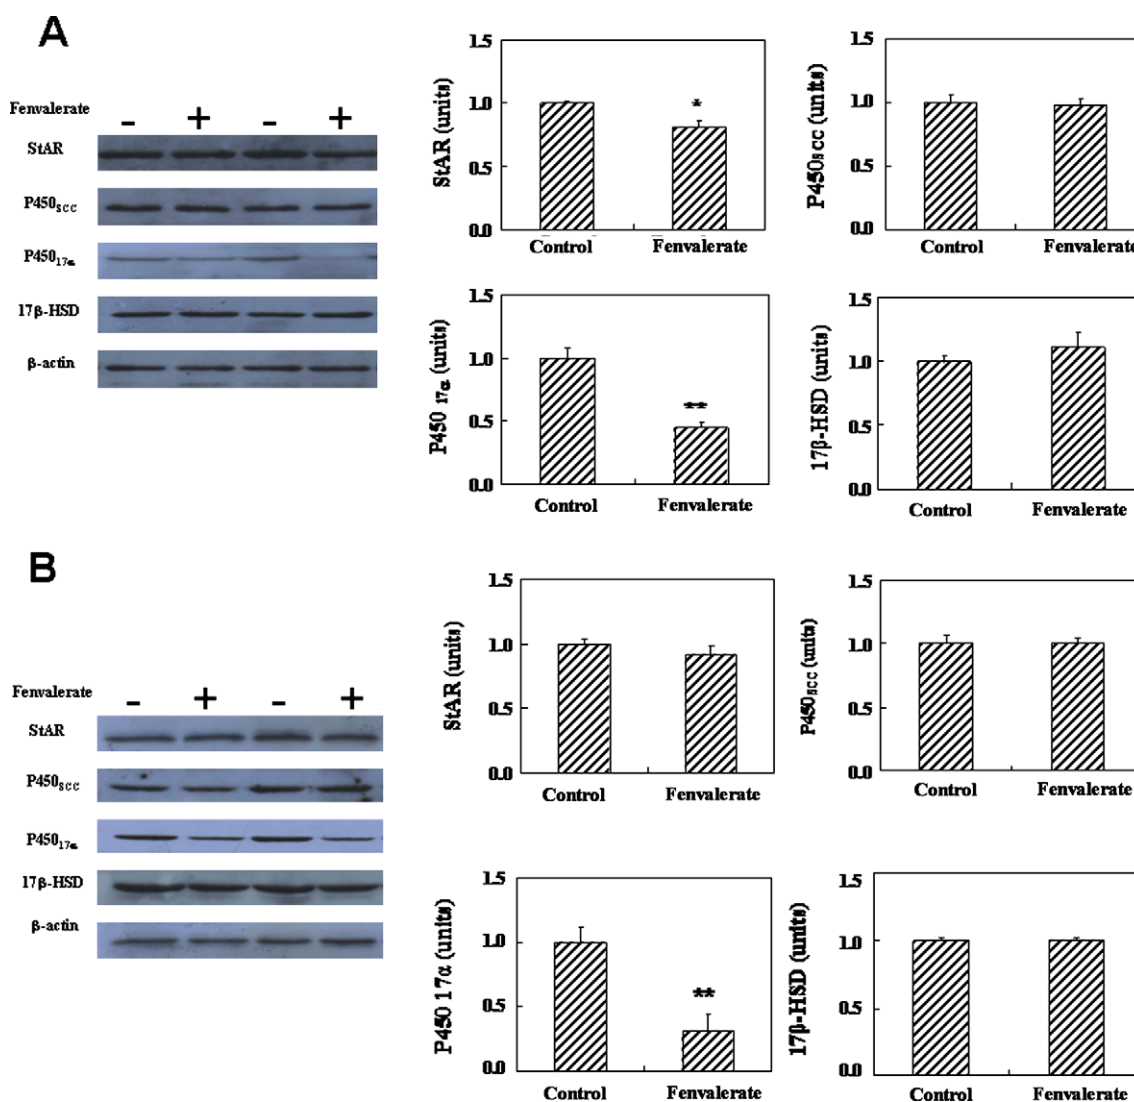 A
Fenvalerate
- + - +
StAR
P450scc
P45017α
17β-HSD
β-actin
StAR (units)
1.5
1.0
0.5
0.0
*
Control Fenvalerate
P450scc (units)
1.5
1.0
0.5
0.0
Control Fenvalerate
P450 17α (units)
1.5
1.0
0.5
0.0
**
Control Fenvalerate
17β-HSD (units)
1.5
1.0
0.5
0.0
Control Fenvalerate
B
Fenvalerate
- + - +
StAR
P450scc
P45017α
17β-HSD
β-actin
StAR (units)
1.5
1.0
0.5
0.0
Control Fenvalerate
P450scc (units)
1.5
1.0
0.5
0.0
Control Fenvalerate
P450 17α (units)
1.5
1.0
0.5
0.0
**
Control Fenvalerate
17β-HSD (units)
1.5
1.0
0.5
0.0
Control Fenvalerate